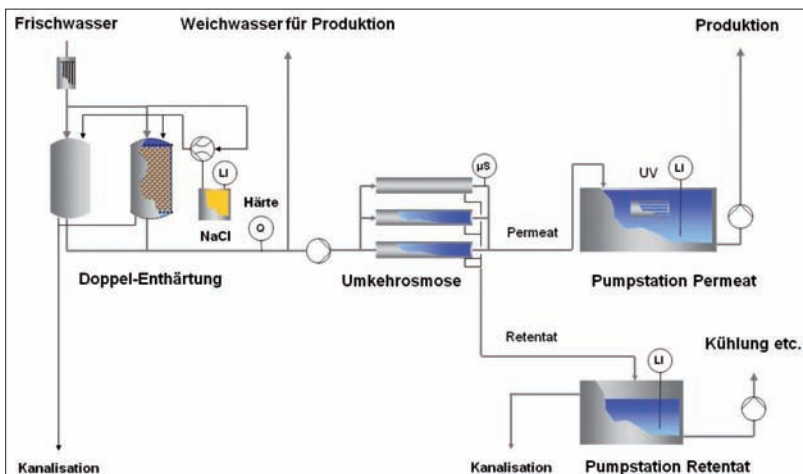 Frischwasser
Weichwasser für Produktion
Produktion
LI
µS
UV
LI
Härte
NaCl
Q
Permeat
Doppel-Enthärtung
Umkehrosmose
Pumpstation Permeat
Retentat
Kühlung etc.
LI
Kanalisation
Kanalisation
Pumpstation Retentat